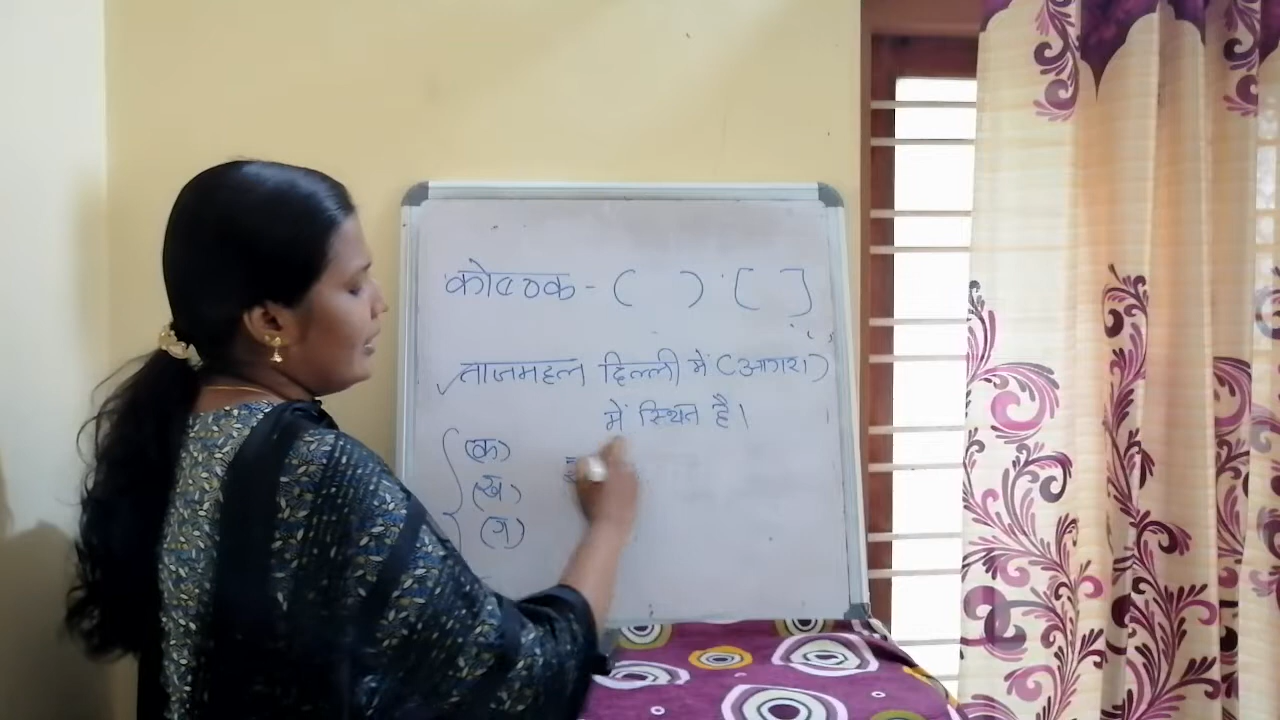 कोष्ठक - ( ) [ ]
ताजमहल दिल्ली में (आगरा)
में स्थित है।
(क)
(ख)
(ग)